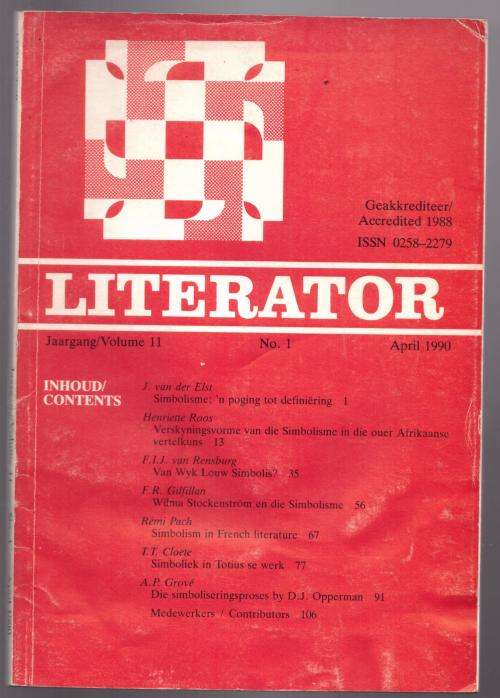 Geakkrediteer/
Accredited 1988
ISSN 0258–2279
LITERATOR
Jaargang/Volume 11 No. 1 April 1990
INHOUD/
CONTENTS
J. van der Elst
Simbolisme; 'n poging tot definiëring 1
Henriette Roos
Verskyningsvorme van die Simbolisme in die ouer Afrikaanse
vertelkuns 13
F.I.J. van Rensburg
Van Wyk Louw Simbolis? 35
F.R. Gilfillan
Wilma Stockenström en die Simbolisme 56
Rémi Pach
Symbolism in French literature 67
T.T. Cloete
Simboliek in Totius se werk 77
A.P. Grové
Die simboliseringsproses by D.J. Opperman 91
Medewerkers / Contributors 106